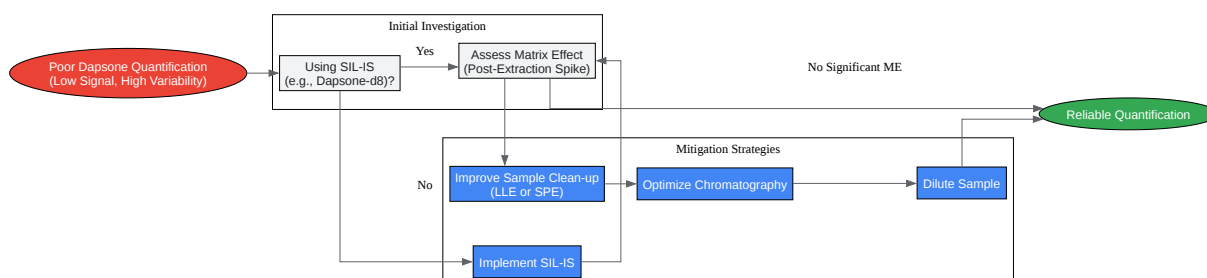 Initial Investigation
Poor Dapsone Quantification
(Low Signal, High Variability)
Using SIL-IS
(e.g., Dapsone-d8)?
Yes
Assess Matrix Effect
(Post-Extraction Spike)
No Significant ME
Reliable Quantification
Mitigation Strategies
No
Improve Sample Clean-up
(LLE or SPE)
Optimize Chromatography
Dilute Sample
Implement SIL-IS